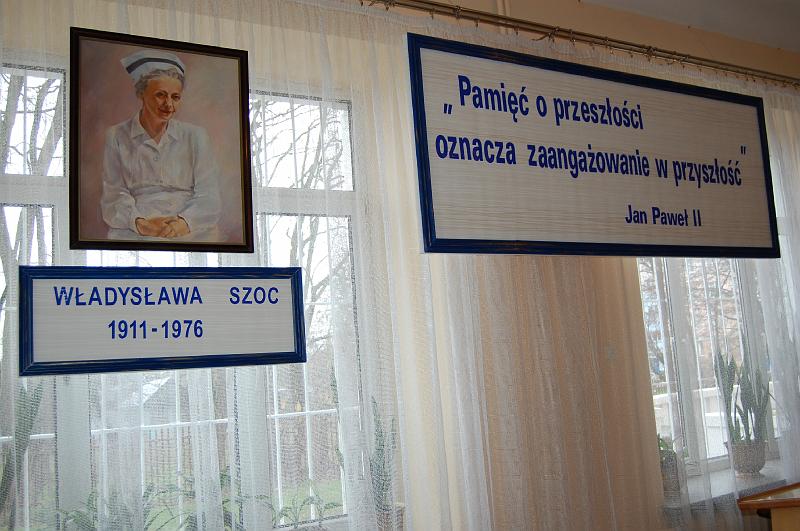 WŁADYSŁAWA SZOC
1911-1976
„Pamięć o przeszłości
oznacza zaangażowanie w przyszłość”
Jan Paweł II